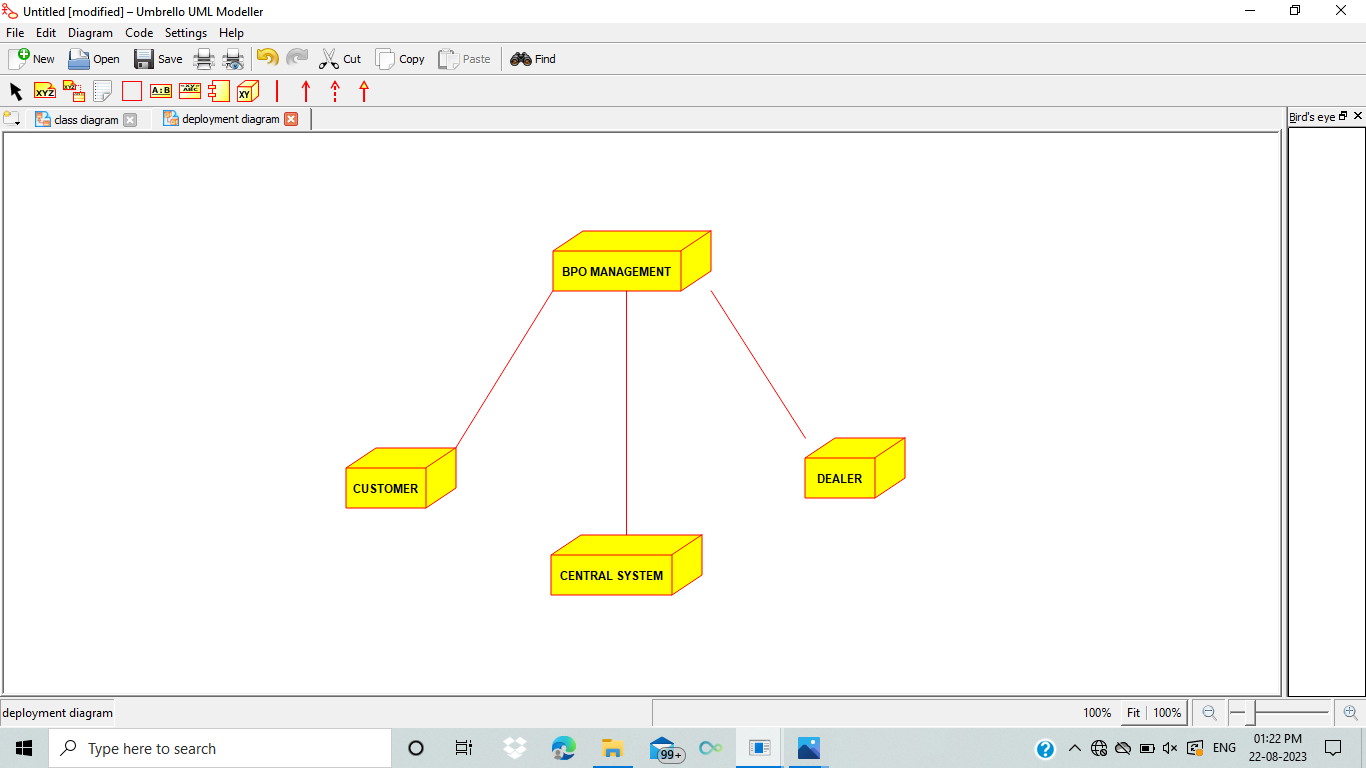 Untitled [modified] – Umbrello UML Modeller
File Edit Diagram Code Settings Help
New Open Save Cut Copy Paste Find
XYZ XYZ A:B ABC XY
class diagram deployment diagram Bird's eye
BPO MANAGEMENT
CUSTOMER
DEALER
CENTRAL SYSTEM
deployment diagram 100% Fit 100%
Type here to search 99+ ENG 01:22 PM
22-08-2023